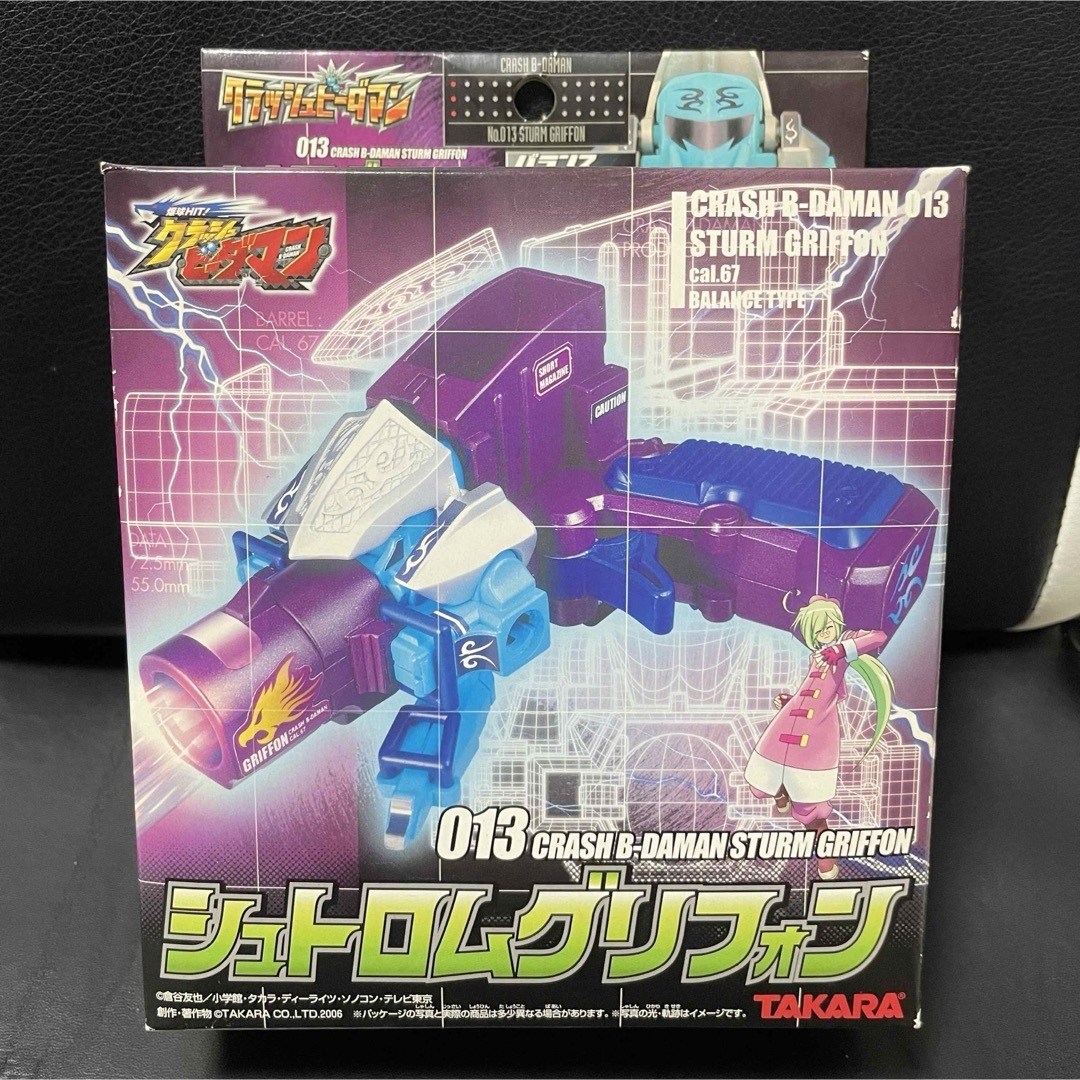 CRASH B-DAMAN
No.013 STURM GRIFFON
クラッシュビーダマン
013 CRASH B-DAMAN STURM GRIFFON
バランス
爆球HIT!
クラッシュ
ビーダマン
CRASH B-DAMAN
CRASH B-DAMAN 013
STURM GRIFFON
cal.67
BALANCE TYPE
BARREL :
CAL 67
SHORT
MAGAZINE
CAUTION
DATA
72.5mm
55.0mm
GRIFFON
CRASH B-DAMAN
CAL 67
013 CRASH B-DAMAN STURM GRIFFON
シュトロムグリフォン
©倉谷友也／小学館・タカラ・ディーライツ・ソノコン・テレビ東京
創作・著作物 ©TAKARA CO.,LTD.2006 ※パッケージの写真と実際の商品は多少異なる場合があります。※写真の光・軌跡はイメージです。
TAKARA®